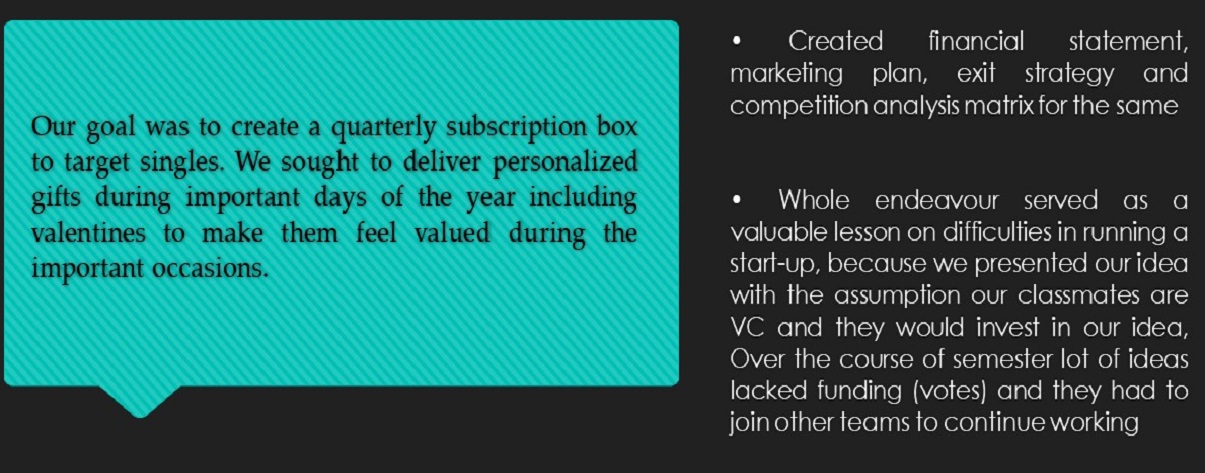 Our goal was to create a quarterly subscription box
to target singles. We sought to deliver personalized
gifts during important days of the year including
valentines to make them feel valued during the
important occasions.
• Created financial statement,
marketing plan, exit strategy and
competition analysis matrix for the same
• Whole endeavour served as a
valuable lesson on difficulties in running a
start-up, because we presented our idea
with the assumption our classmates are
VC and they would invest in our idea,
Over the course of semester lot of ideas
lacked funding (votes) and they had to
join other teams to continue working